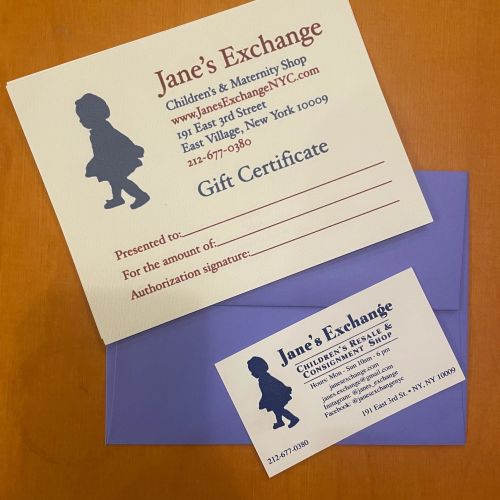 Jane's Exchange
Children's & Maternity Shop
www.JanesExchangeNYC.com
191 East 3rd Street
East Village, New York 10009
212-677-0380
Gift Certificate
Presented to:
For the amount of:
Authorization signature:
Jane's Exchange
Children's Resale &
Consignment Shop
Hours: Mon - Sun 10am - 6 pm
janesexchange.com
janes.exchange@gmail.com
Instagram: @janes_exchange
Facebook: @janesexchangenyc
191 East 3rd St. • NY, NY 10009
212-677-0380